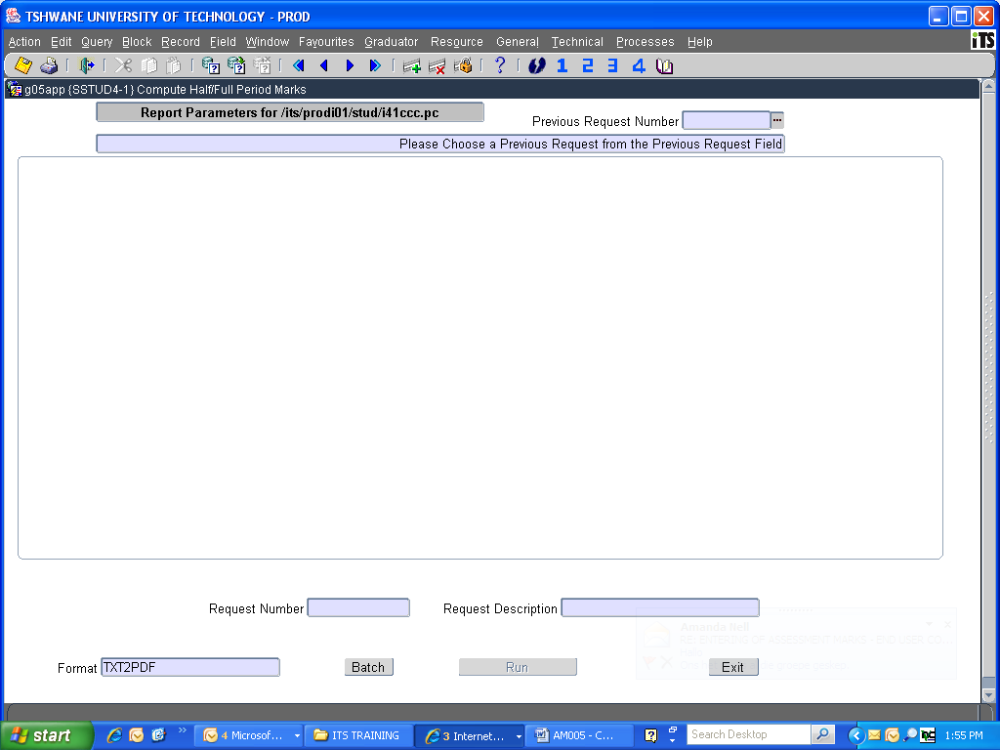 TSHWANE UNIVERSITY OF TECHNOLOGY - PROD
Action Edit Query Block Record Field Window Favourites Graduator Resource General Technical Processes Help
iTS
? 1 2 3 4
g05app {SSTUD4-1} Compute Half/Full Period Marks
Report Parameters for /its/prodi01/stud/i41ccc.pc
Previous Request Number
Please Choose a Previous Request from the Previous Request Field
Request Number
Request Description
Amanda Nell
RE: ENTERING OF ASSESSMENT MARKS - END USER CO...
Hello
Format TXT2PDF Batch Run Exit
start 4 Microsof... ITS TRAINING 3 Internet... AM005 - C... Search Desktop 1:55 PM